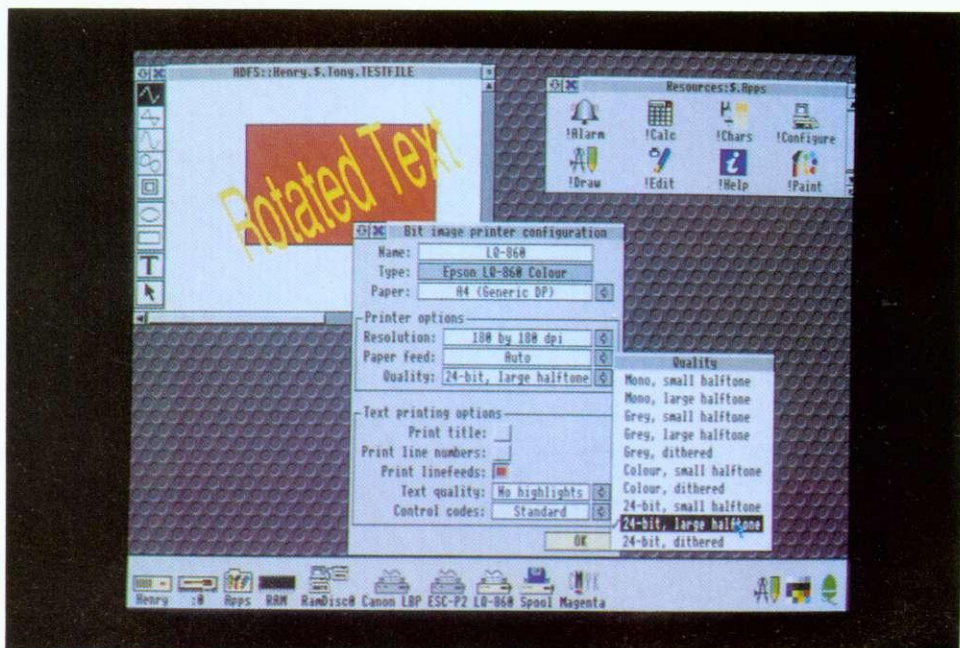 ADFS::Henry.$.Tony.TESTFILE
Rotated Text
T
Resources:$.Apps
!Alarm !Calc !Chars !Configure
!Draw !Edit !Help !Paint
Bit image printer configuration
Name: LQ-860
Type: Epson LQ-860 Colour
Paper: A4 (Generic DP)
Printer options
Resolution: 180 by 180 dpi
Paper feed: Auto
Quality: 24-bit, large halftone
Text printing options
Print title:
Print line numbers:
Print linefeeds:
Text quality: No highlights
Control codes: Standard
OK
Quality
Mono, small halftone
Mono, large halftone
Grey, small halftone
Grey, large halftone
Grey, dithered
Colour, small halftone
Colour, dithered
24-bit, small halftone
24-bit, large halftone
24-bit, dithered
CMYK
Henry :0 Apps RAM RamDisc0 Canon LBP ESC-P2 LQ-860 Spool Magenta